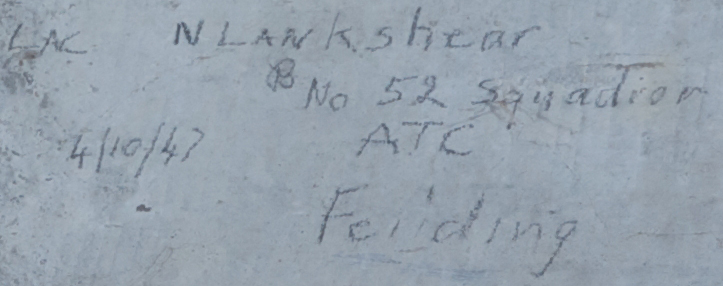 LAC N LANKshear
B No 52 Squadron
4/10/47 ATC
Feilding